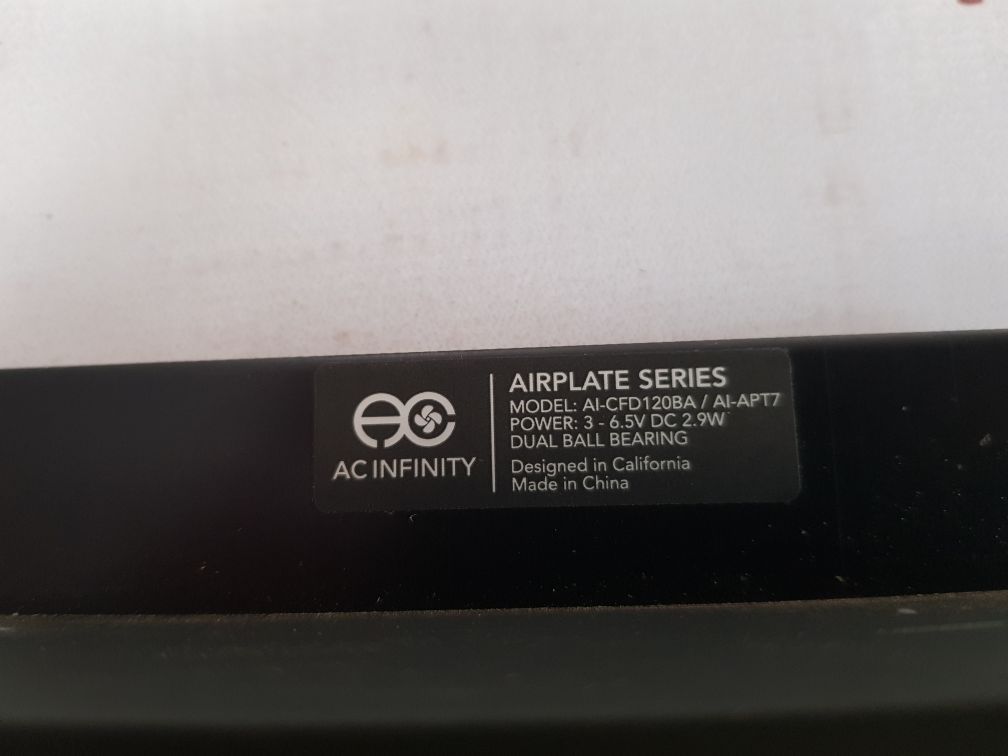 AC INFINITY
AIRPLATE SERIES
MODEL: AI-CFD120BA / AI-APT7
POWER: 3 - 6.5V DC 2.9W
DUAL BALL BEARING
Designed in California
Made in China